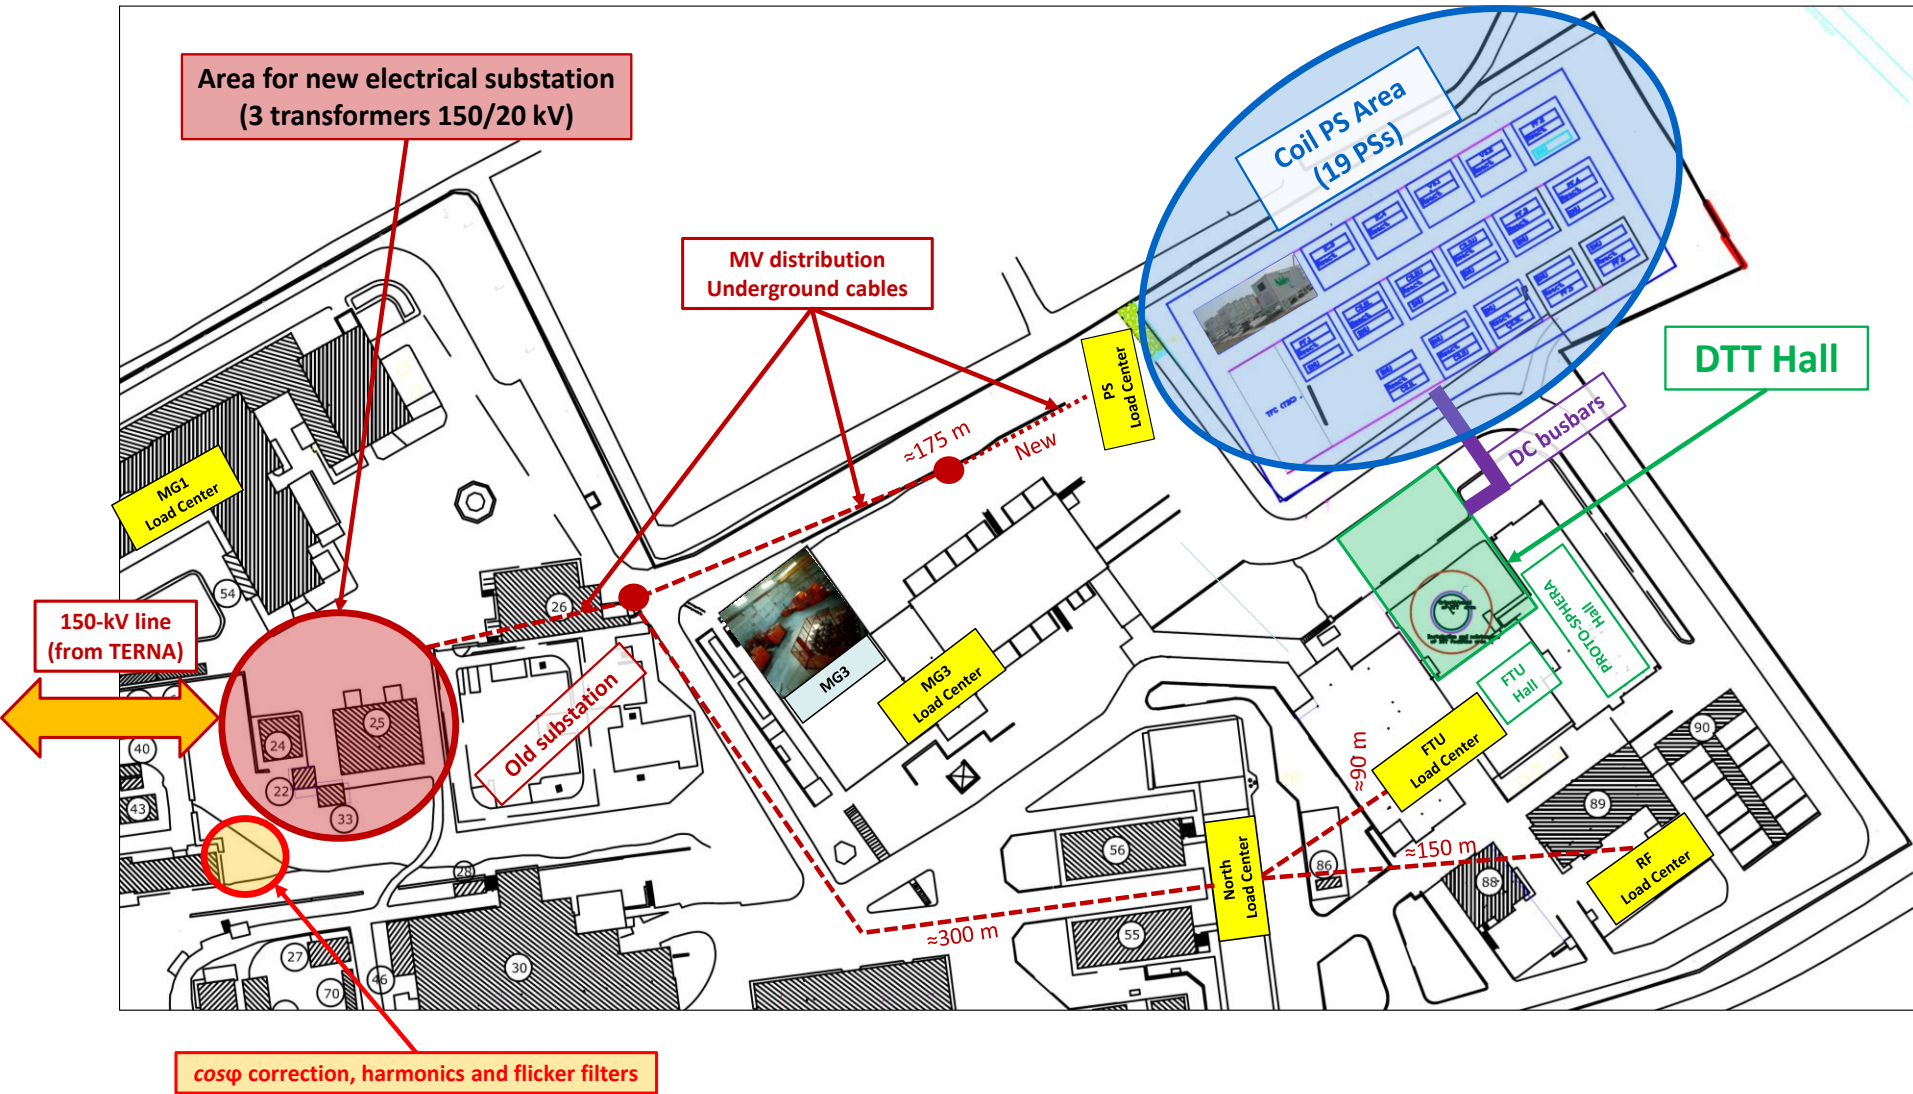 Area for new electrical substation
(3 transformers 150/20 kV)
Coil PS Area
(19 PSs)
MV distribution
Underground cables
DTT Hall
PS
Load Center
≈175 m
New
DC busbars
MG1
Load Center
54
26
150-kV line
(from TERNA)
MG3
MG3
Load Center
PROTO-SPHERA
Hall
FTU
Hall
Old substation
24
25
22
33
40
43
FTU
Load Center
≈90 m
90
89
56
86
≈150 m
RF
Load Center
88
North
Load Center
28
55
≈300 m
27
30
46
70
cosφ correction, harmonics and flicker filters